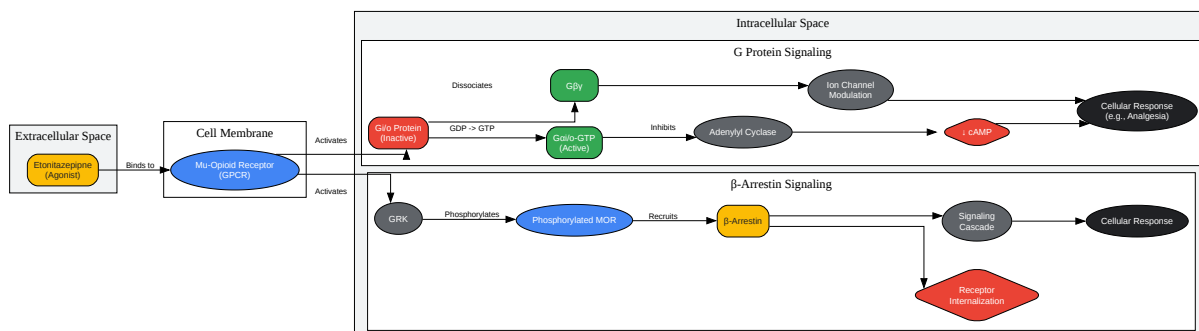 Intracellular Space
G Protein Signaling
Dissociates
Gβγ
Ion Channel
Modulation
Cellular Response
(e.g., Analgesia)
Extracellular Space
Etonitazepipne
(Agonist)
Binds to
Cell Membrane
Mu-Opioid Receptor
(GPCR)
Activates
Gi/o Protein
(Inactive)
GDP -> GTP
Gαi/o-GTP
(Active)
Inhibits
Adenylyl Cyclase
↓ cAMP
Activates
β-Arrestin Signaling
GRK
Phosphorylates
Phosphorylated MOR
Recruits
β-Arrestin
Signaling
Cascade
Cellular Response
Receptor
Internalization